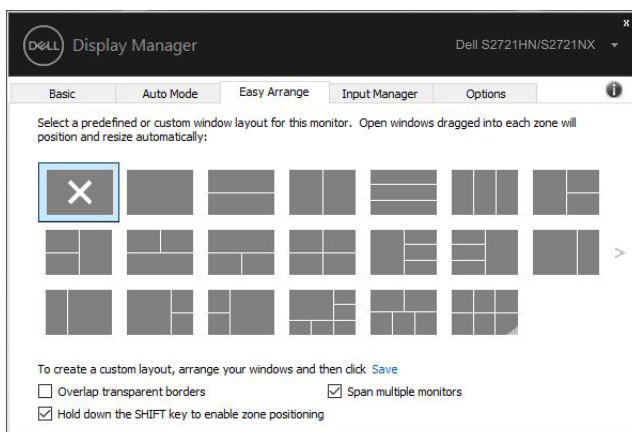 x
DELL Display Manager Dell S2721HN/S2721NX
Basic Auto Mode Easy Arrange Input Manager Options
Select a predefined or custom window layout for this monitor. Open windows dragged into each zone will
position and resize automatically:
To create a custom layout, arrange your windows and then click Save
Overlap transparent borders Span multiple monitors
Hold down the SHIFT key to enable zone positioning